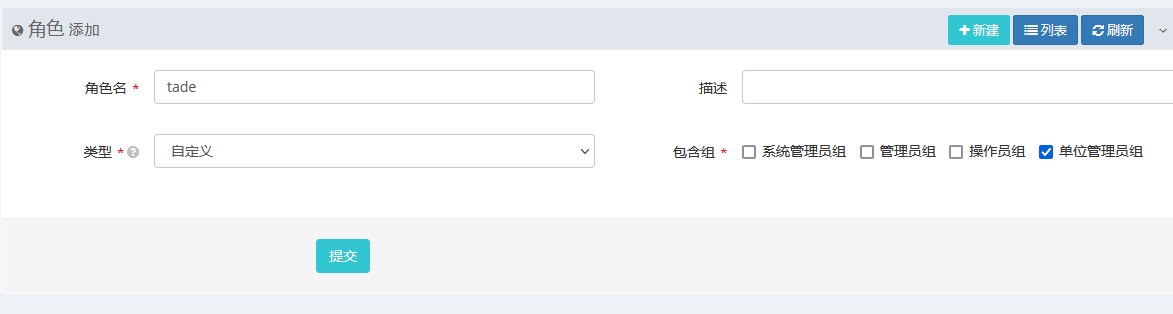 角色 添加
新建 列表 刷新
角色名 * tade
描述
类型 * 自定义
包含组 * 系统管理员组 管理员组 操作员组 单位管理员组
提交